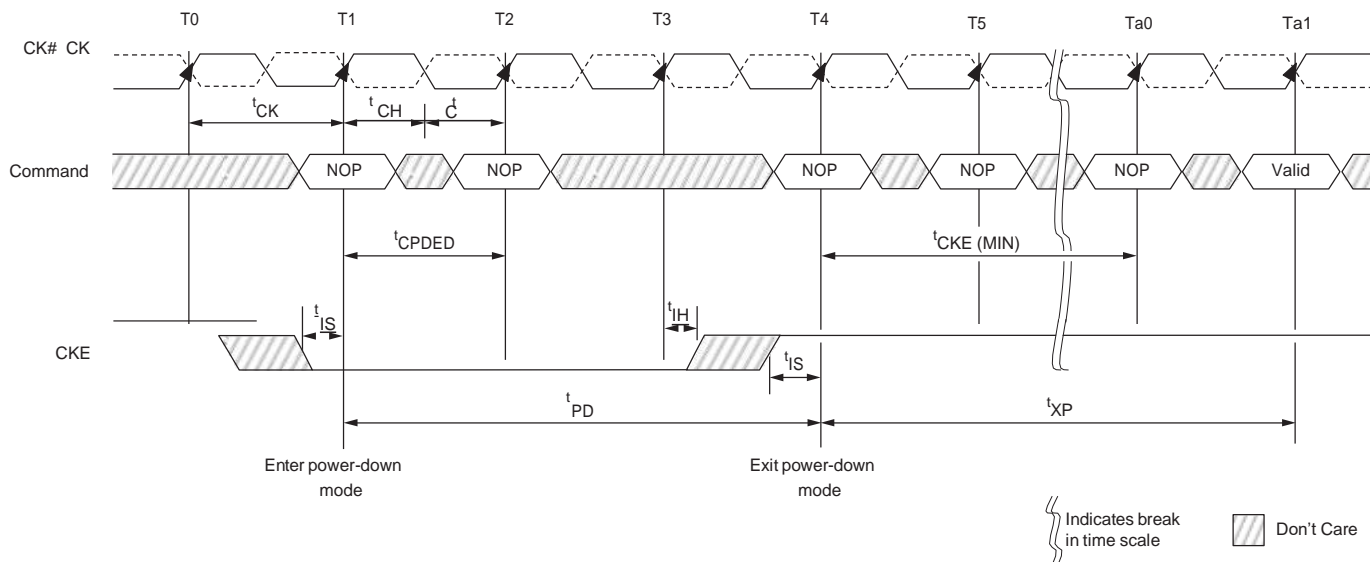 T0 T1 T2 T3 T4 T5 Ta0 Ta1
CK# CK
tCK tCH tC
Command NOP NOP NOP NOP NOP Valid
tCPDED tCKE (MIN)
tIS tIH
CKE
tIS
tPD tXP
Enter power-down
mode
Exit power-down
mode
Indicates break
in time scale
Don't Care